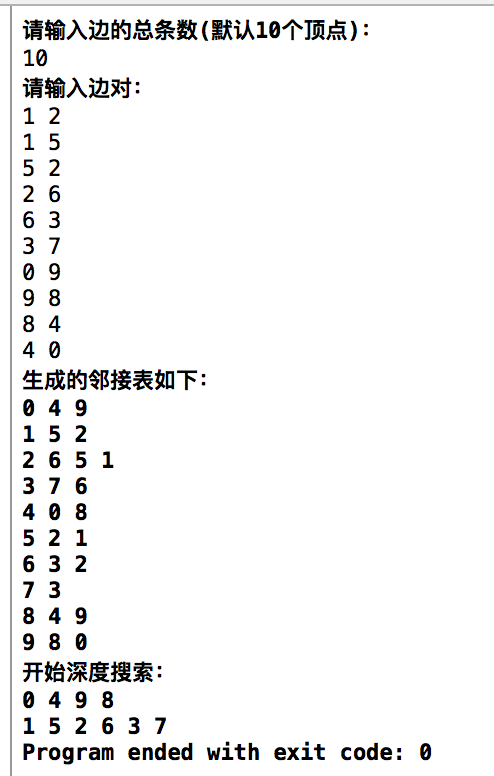 请输入边的总条数(默认10个顶点):
10
请输入边对:
1 2
1 5
5 2
2 6
6 3
3 7
0 9
9 8
8 4
4 0
生成的邻接表如下:
0 4 9
1 5 2
2 6 5 1
3 7 6
4 0 8
5 2 1
6 3 2
7 3
8 4 9
9 8 0
开始深度搜索:
0 4 9 8
1 5 2 6 3 7
Program ended with exit code: 0